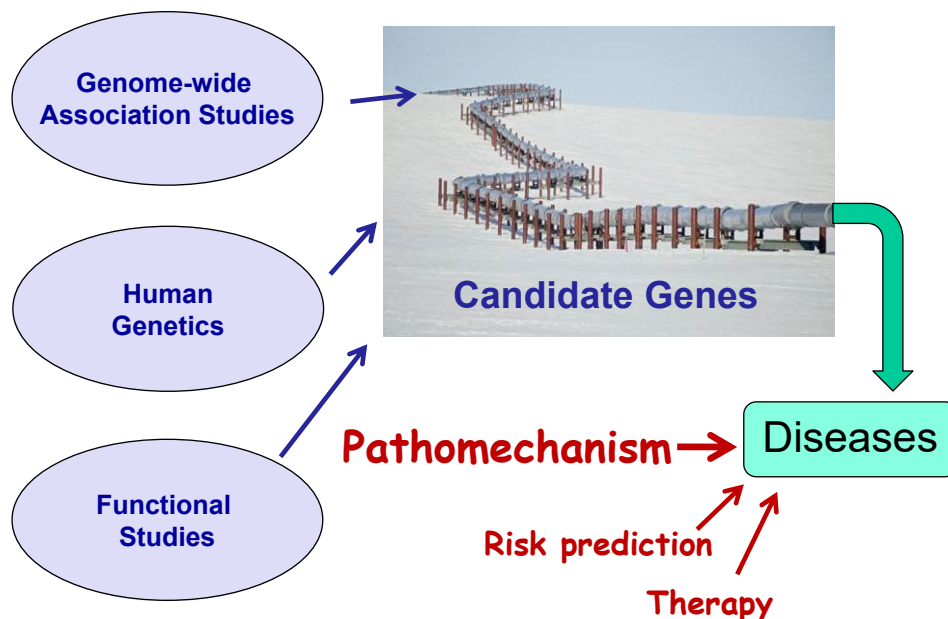 Genome-wide
Association Studies
Human
Genetics
Functional
Studies
Candidate Genes
Diseases
Pathomechanism
Risk prediction
Therapy